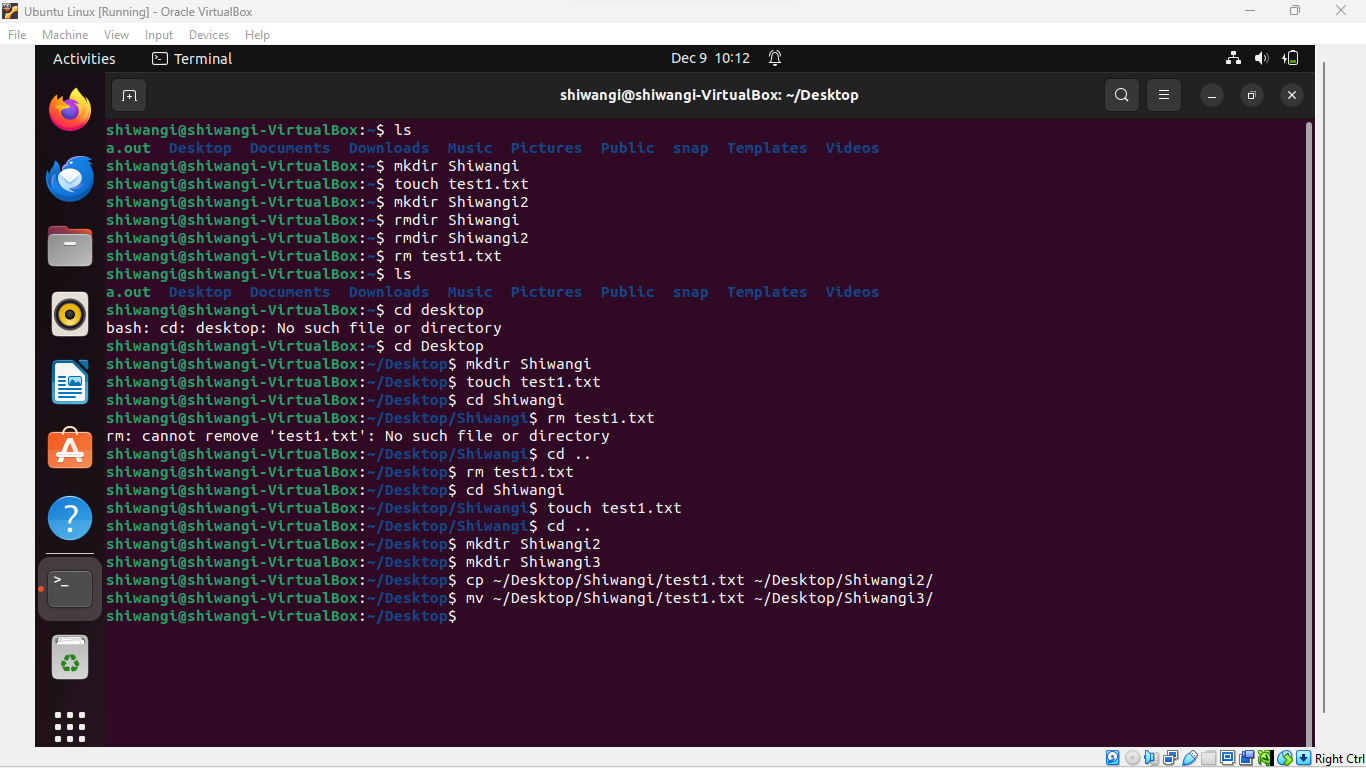 Ubuntu Linux [Running] - Oracle VirtualBox
File Machine View Input Devices Help
Activities Terminal Dec 9 10:12
shiwangi@shiwangi-VirtualBox: ~/Desktop
shiwangi@shiwangi-VirtualBox:~$ ls
a.out Desktop Documents Downloads Music Pictures Public snap Templates Videos
shiwangi@shiwangi-VirtualBox:~$ mkdir Shiwangi
shiwangi@shiwangi-VirtualBox:~$ touch test1.txt
shiwangi@shiwangi-VirtualBox:~$ mkdir Shiwangi2
shiwangi@shiwangi-VirtualBox:~$ rmdir Shiwangi
shiwangi@shiwangi-VirtualBox:~$ rmdir Shiwangi2
shiwangi@shiwangi-VirtualBox:~$ rm test1.txt
shiwangi@shiwangi-VirtualBox:~$ ls
a.out Desktop Documents Downloads Music Pictures Public snap Templates Videos
shiwangi@shiwangi-VirtualBox:~$ cd desktop
bash: cd: desktop: No such file or directory
shiwangi@shiwangi-VirtualBox:~$ cd Desktop
shiwangi@shiwangi-VirtualBox:~/Desktop$ mkdir Shiwangi
shiwangi@shiwangi-VirtualBox:~/Desktop$ touch test1.txt
shiwangi@shiwangi-VirtualBox:~/Desktop$ cd Shiwangi
shiwangi@shiwangi-VirtualBox:~/Desktop/Shiwangi$ rm test1.txt
rm: cannot remove 'test1.txt': No such file or directory
shiwangi@shiwangi-VirtualBox:~/Desktop/Shiwangi$ cd ..
shiwangi@shiwangi-VirtualBox:~/Desktop$ rm test1.txt
shiwangi@shiwangi-VirtualBox:~/Desktop$ cd Shiwangi
shiwangi@shiwangi-VirtualBox:~/Desktop/Shiwangi$ touch test1.txt
shiwangi@shiwangi-VirtualBox:~/Desktop/Shiwangi$ cd ..
shiwangi@shiwangi-VirtualBox:~/Desktop$ mkdir Shiwangi2
shiwangi@shiwangi-VirtualBox:~/Desktop$ mkdir Shiwangi3
shiwangi@shiwangi-VirtualBox:~/Desktop$ cp ~/Desktop/Shiwangi/test1.txt ~/Desktop/Shiwangi2/
shiwangi@shiwangi-VirtualBox:~/Desktop$ mv ~/Desktop/Shiwangi/test1.txt ~/Desktop/Shiwangi3/
shiwangi@shiwangi-VirtualBox:~/Desktop$
Right Ctrl